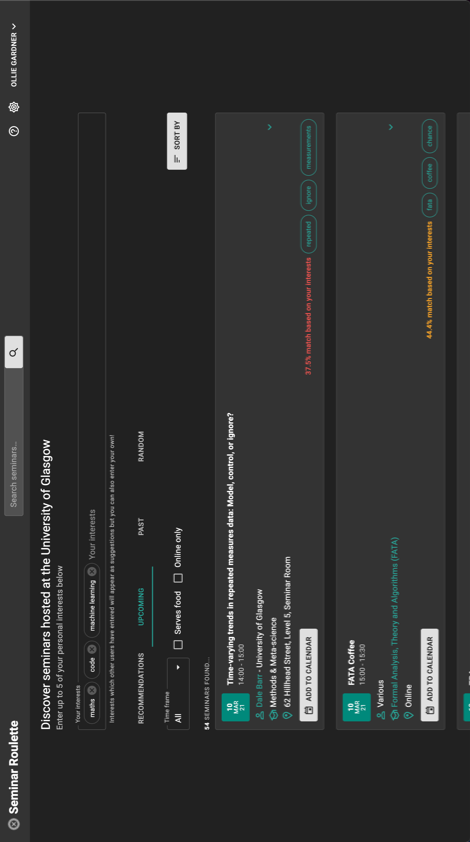 Seminar Roulette
Search seminars...
OLLIE GARDNER
Discover seminars hosted at the University of Glasgow
Enter up to 5 of your personal interests below
Your interests
maths code machine learning Your interests
Interests which other users have entered will appear as suggestions but you can also enter your own!
RECOMMENDATIONS UPCOMING PAST RANDOM
Time frame
All
Serves food Online only
SORT BY
54 SEMINARS FOUND...
10
MAR
21
Time-varying trends in repeated measures data: Model, control, or ignore?
14:00 - 15:00
Dale Barr - University of Glasgow
Methods & Meta-science
62 Hillhead Street, Level 5, Seminar Room
ADD TO CALENDAR
37.5% match based on your interests
repeated ignore measurements
10
MAR
21
FATA Coffee
15:00 - 15:30
Various
Formal Analysis, Theory and Algorithms (FATA)
Online
ADD TO CALENDAR
44.4% match based on your interests
fata coffee chance